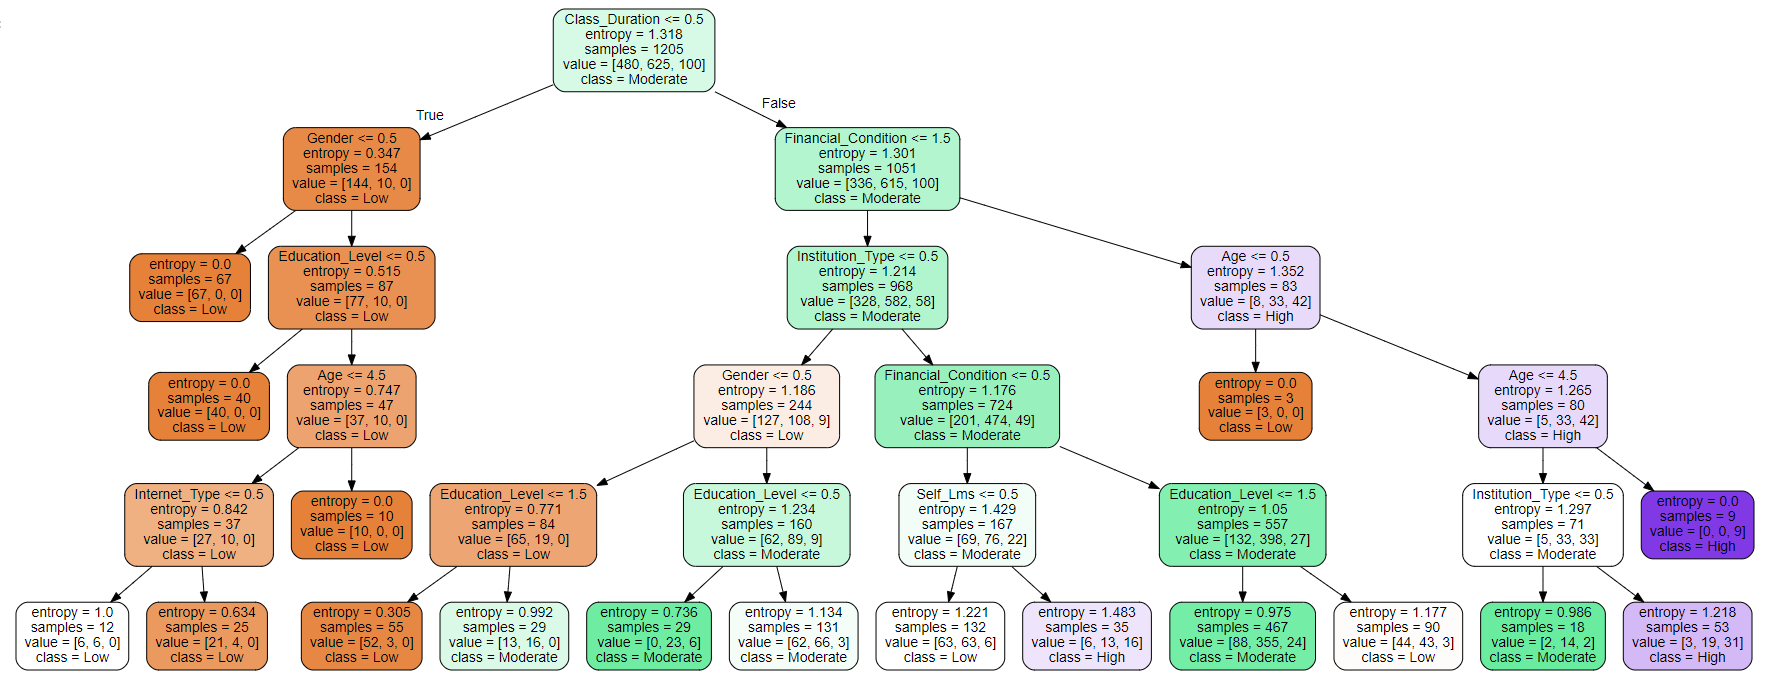 Class_Duration <= 0.5
entropy = 1.318
samples = 1205
value = [480, 625, 100]
class = Moderate
True
False
Gender <= 0.5
entropy = 0.347
samples = 154
value = [144, 10, 0]
class = Low
Financial_Condition <= 1.5
entropy = 1.301
samples = 1051
value = [336, 615, 100]
class = Moderate
entropy = 0.0
samples = 67
value = [67, 0, 0]
class = Low
Education_Level <= 0.5
entropy = 0.515
samples = 87
value = [77, 10, 0]
class = Low
Institution_Type <= 0.5
entropy = 1.214
samples = 968
value = [328, 582, 58]
class = Moderate
Age <= 0.5
entropy = 1.352
samples = 83
value = [8, 33, 42]
class = High
entropy = 0.0
samples = 40
value = [40, 0, 0]
class = Low
Age <= 4.5
entropy = 0.747
samples = 47
value = [37, 10, 0]
class = Low
Gender <= 0.5
entropy = 1.186
samples = 244
value = [127, 108, 9]
class = Low
Financial_Condition <= 0.5
entropy = 1.176
samples = 724
value = [201, 474, 49]
class = Moderate
entropy = 0.0
samples = 3
value = [3, 0, 0]
class = Low
Age <= 4.5
entropy = 1.265
samples = 80
value = [5, 33, 42]
class = High
Internet_Type <= 0.5
entropy = 0.842
samples = 37
value = [27, 10, 0]
class = Low
entropy = 0.0
samples = 10
value = [10, 0, 0]
class = Low
Education_Level <= 1.5
entropy = 0.771
samples = 84
value = [65, 19, 0]
class = Low
Education_Level <= 0.5
entropy = 1.234
samples = 160
value = [62, 89, 9]
class = Moderate
Self_Lms <= 0.5
entropy = 1.429
samples = 167
value = [69, 76, 22]
class = Moderate
Education_Level <= 1.5
entropy = 1.05
samples = 557
value = [132, 398, 27]
class = Moderate
Institution_Type <= 0.5
entropy = 1.297
samples = 71
value = [5, 33, 33]
class = Moderate
entropy = 0.0
samples = 9
value = [0, 0, 9]
class = High
entropy = 1.0
samples = 12
value = [6, 6, 0]
class = Low
entropy = 0.634
samples = 25
value = [21, 4, 0]
class = Low
entropy = 0.305
samples = 55
value = [52, 3, 0]
class = Low
entropy = 0.992
samples = 29
value = [13, 16, 0]
class = Moderate
entropy = 0.736
samples = 29
value = [0, 23, 6]
class = Moderate
entropy = 1.134
samples = 131
value = [62, 66, 3]
class = Moderate
entropy = 1.221
samples = 132
value = [63, 63, 6]
class = Low
entropy = 1.483
samples = 35
value = [6, 13, 16]
class = High
entropy = 0.975
samples = 467
value = [88, 355, 24]
class = Moderate
entropy = 1.177
samples = 90
value = [44, 43, 3]
class = Low
entropy = 0.986
samples = 18
value = [2, 14, 2]
class = Moderate
entropy = 1.218
samples = 53
value = [3, 19, 31]
class = High